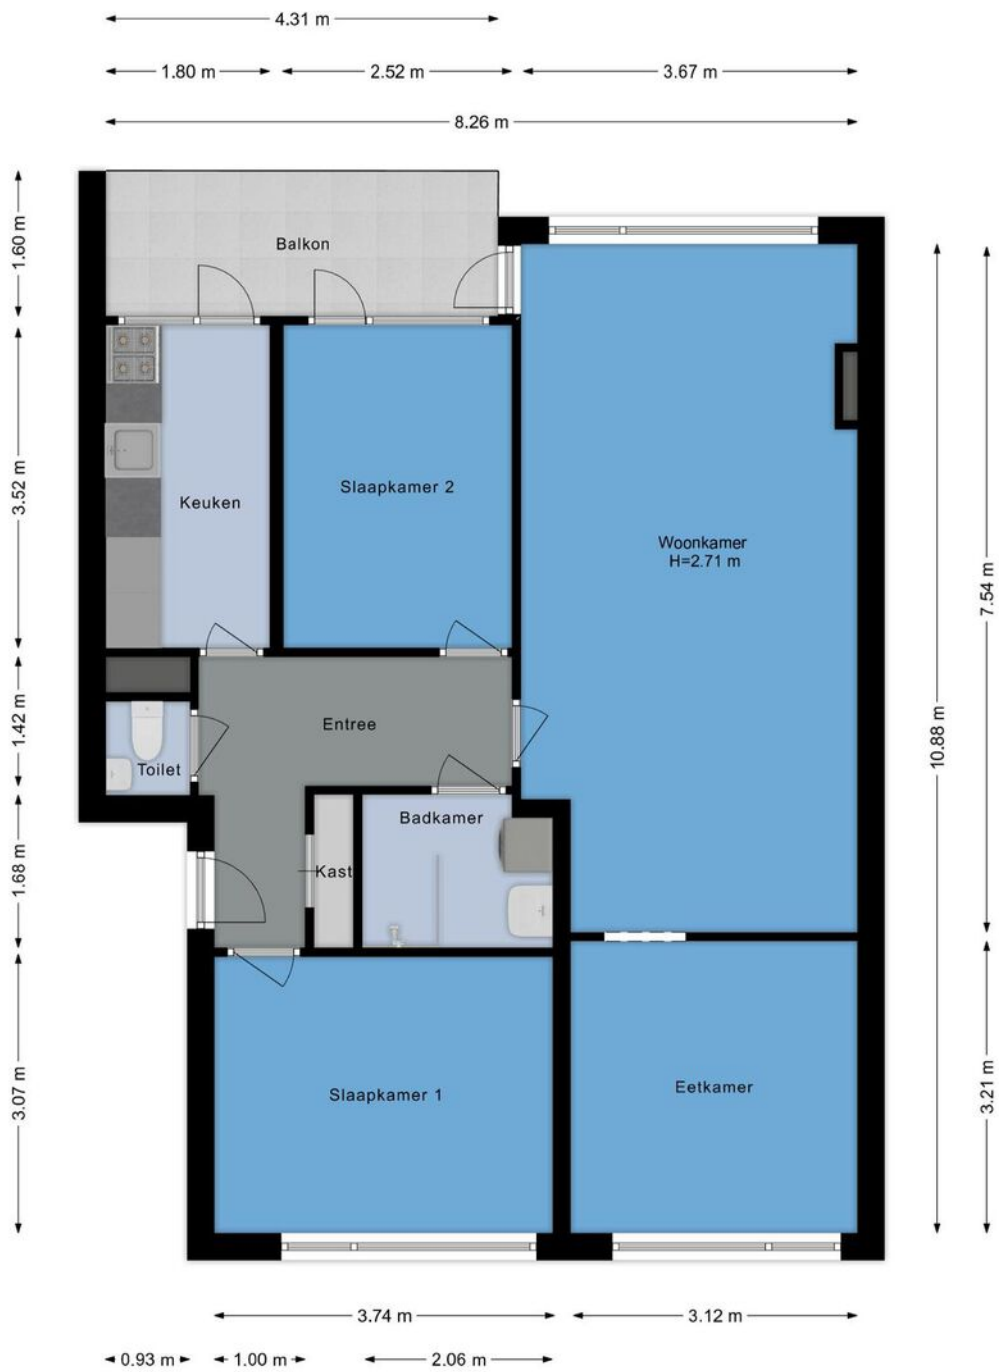 4.31 m
1.80 m
2.52 m
3.67 m
8.26 m
1.60 m
Balkon
3.52 m
Keuken
Slaapkamer 2
Woonkamer
H=2.71 m
7.54 m
10.88 m
1.42 m
Entree
Toilet
Badkamer
1.68 m
Kast
3.07 m
Slaapkamer 1
Eetkamer
3.21 m
3.74 m
3.12 m
0.93 m
1.00 m
2.06 m